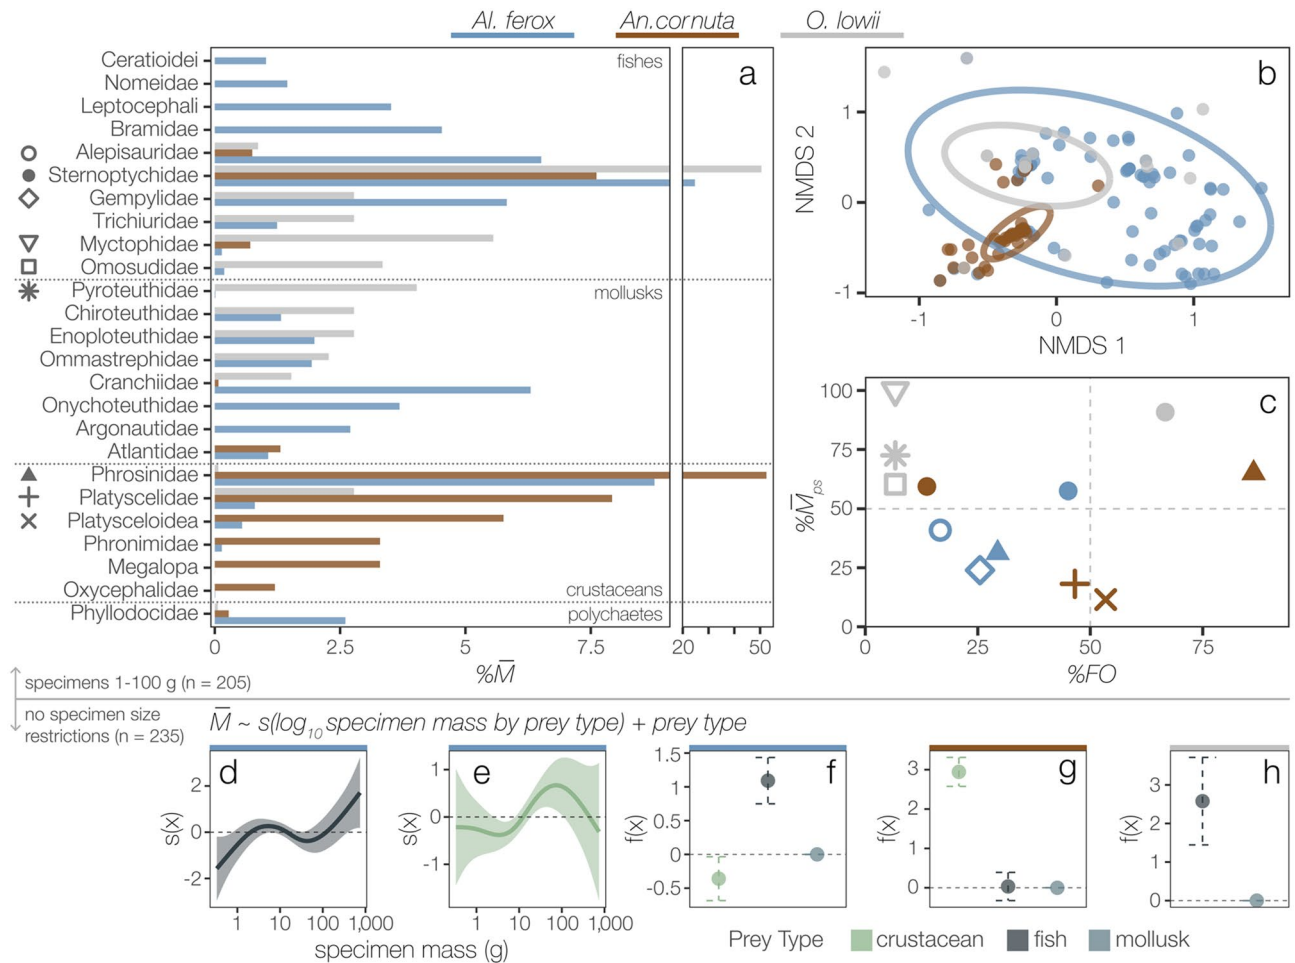 Al. ferox An.cornuta O. lowii
a
Ceratioidei fishes
Nomeidae
Leptocephali
Bramidae
Alepisauridae
Sternoptychidae
Gempylidae
Trichiuridae
Myctophidae
Omosudidae
Pyroteuthidae mollusks
Chiroteuthidae
Enoploteuthidae
Ommastrephidae
Cranchiidae
Onychoteuthidae
Argonautidae
Atlantidae
Phrosinidae
Platyscelidae
Platysceloidea
Phronimidae
Megalopa
Oxycephalidae crustaceans
Phyllodocidae polychaetes
0 2.5 5 7.5 20 50
%M̅
b
NMDS 2
1
0
-1
-1 0 1
NMDS 1
c
%M̅ps
100
75
50
25
0
0 25 50 75
%FO
specimens 1-100 g (n = 205)
no specimen size
restrictions (n = 235)
M̅ ~ s(log10 specimen mass by prey type) + prey type
d
s(x)
2
0
-2
1 10 100 1,000
e
s(x)
1
0
-1
1 10 100 1,000
specimen mass (g)
f
f(x)
1.5
1.0
0.5
0
-0.5
g
f(x)
3
2
1
0
h
f(x)
3
2
1
0
Prey Type crustacean fish mollusk